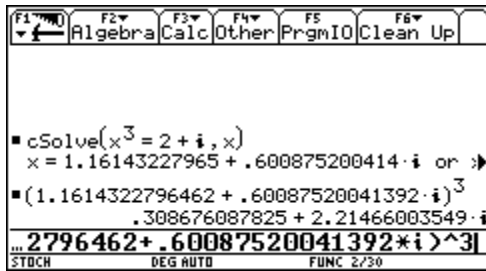 F1 F2 F3 F4 F5 F6
Algebra Calc Other PrgmIO Clean Up
▪ cSolve(x³ = 2 + i, x)
x = 1.16143227965 + .600875200414·i or x▶
▪ (1.1614322796462 + .60087520041392·i)³
.308676087825 + 2.21466003549·i
…2796462+.60087520041392*i)^3
STOCH DEG AUTO FUNC 2/30